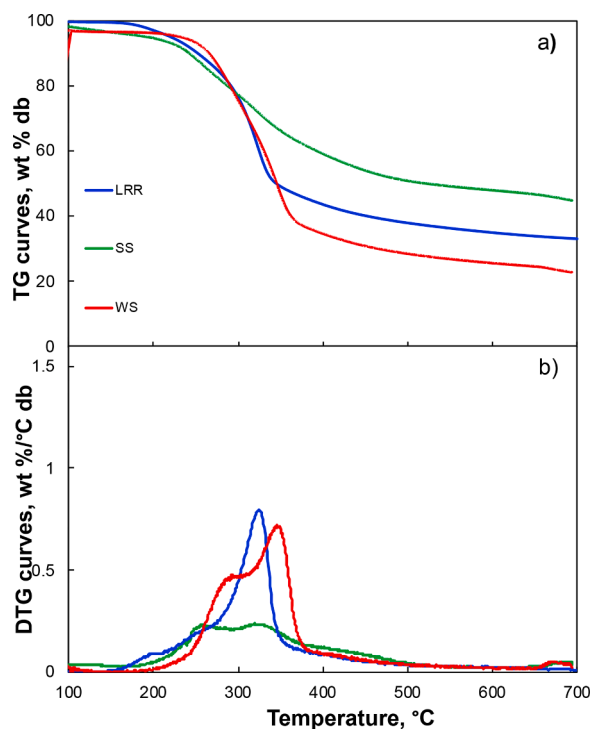 100
a)
80
TG curves, wt % db
60
LRR
40
SS
20
WS
0
1.5
b)
DTG curves, wt %/°C db
1
0.5
0
100 200 300 400 500 600 700
Temperature, °C